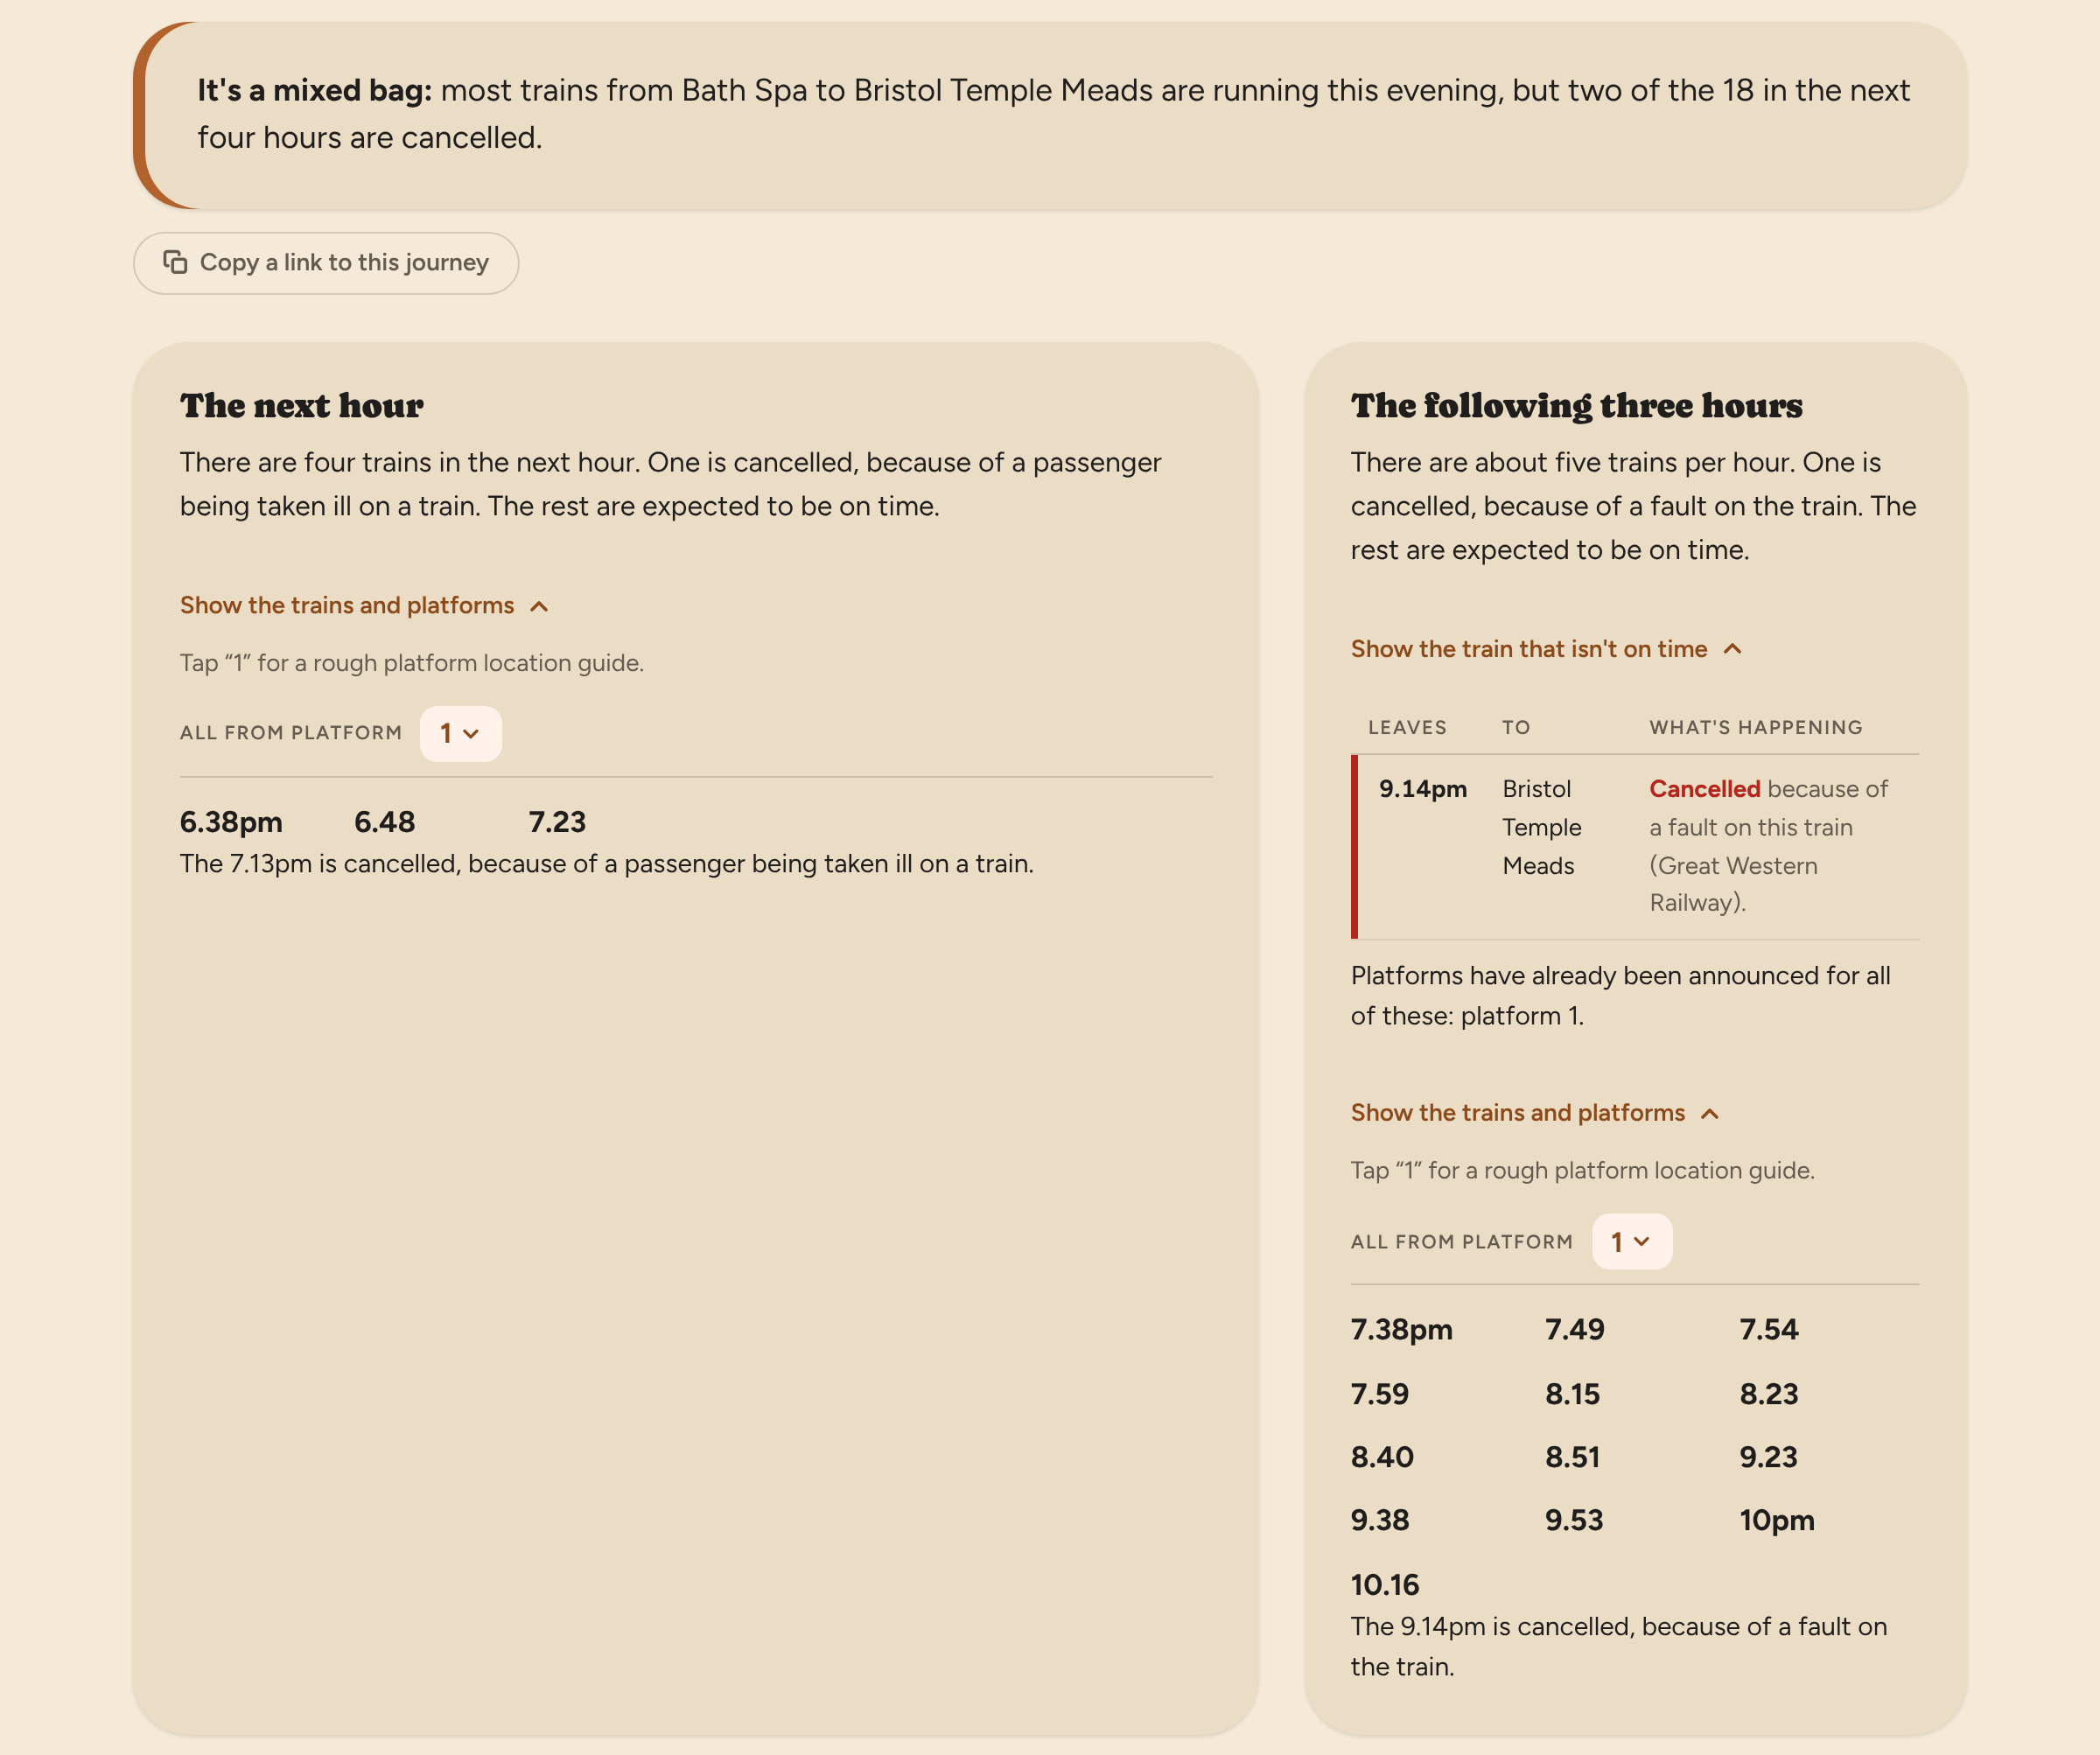 It's a mixed bag: most trains from Bath Spa to Bristol Temple Meads are running this evening, but two of the 18 in the next
four hours are cancelled.
Copy a link to this journey
The next hour
There are four trains in the next hour. One is cancelled, because of a passenger
being taken ill on a train. The rest are expected to be on time.
Show the trains and platforms
Tap “1” for a rough platform location guide.
ALL FROM PLATFORM 1
6.38pm 6.48 7.23
The 7.13pm is cancelled, because of a passenger being taken ill on a train.
The following three hours
There are about five trains per hour. One is
cancelled, because of a fault on the train. The
rest are expected to be on time.
Show the train that isn't on time
LEAVES TO WHAT'S HAPPENING
9.14pm Bristol Cancelled because of
Temple a fault on this train
Meads (Great Western
Railway).
Platforms have already been announced for all
of these: platform 1.
Show the trains and platforms
Tap “1” for a rough platform location guide.
ALL FROM PLATFORM 1
7.38pm 7.49 7.54
7.59 8.15 8.23
8.40 8.51 9.23
9.38 9.53 10pm
10.16
The 9.14pm is cancelled, because of a fault on
the train.